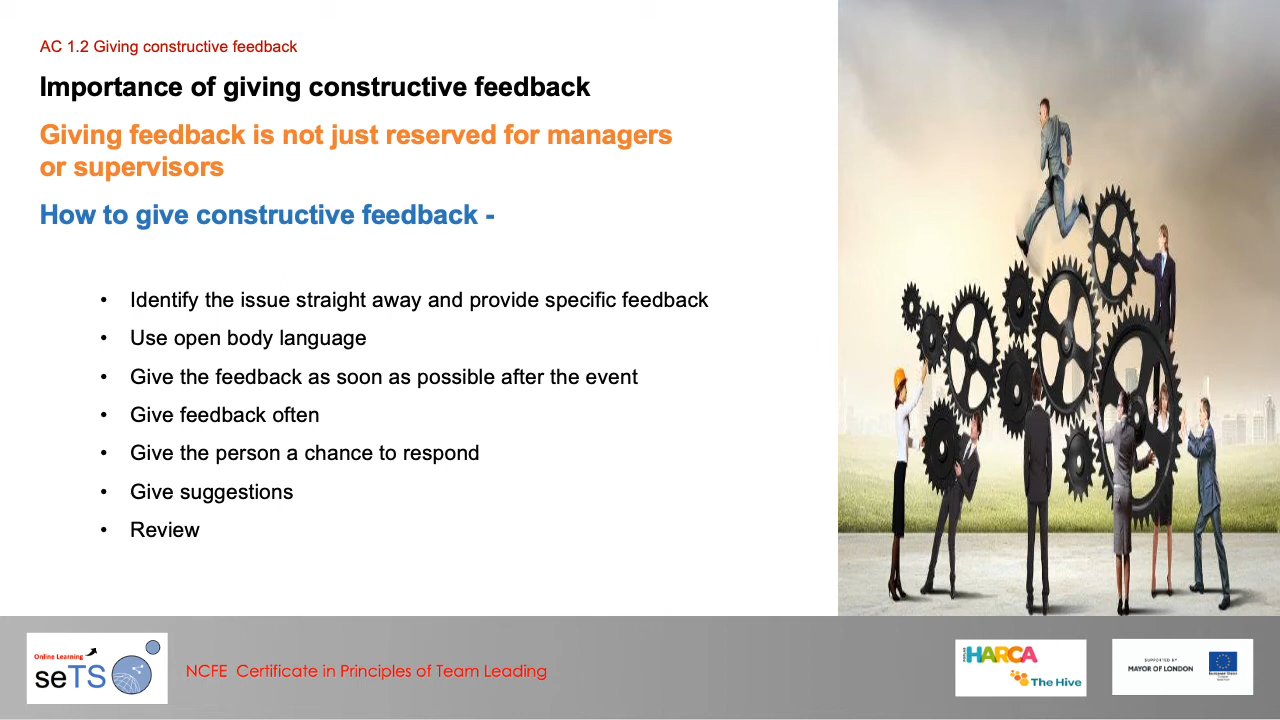 AC 1.2 Giving constructive feedback
Importance of giving constructive feedback
Giving feedback is not just reserved for managers
or supervisors
How to give constructive feedback -
• Identify the issue straight away and provide specific feedback
• Use open body language
• Give the feedback as soon as possible after the event
• Give feedback often
• Give the person a chance to respond
• Give suggestions
• Review
Online Learning
seTS
NCFE Certificate in Principles of Team Leading
HARCA
The Hive
SUPPORTED BY
MAYOR OF LONDON